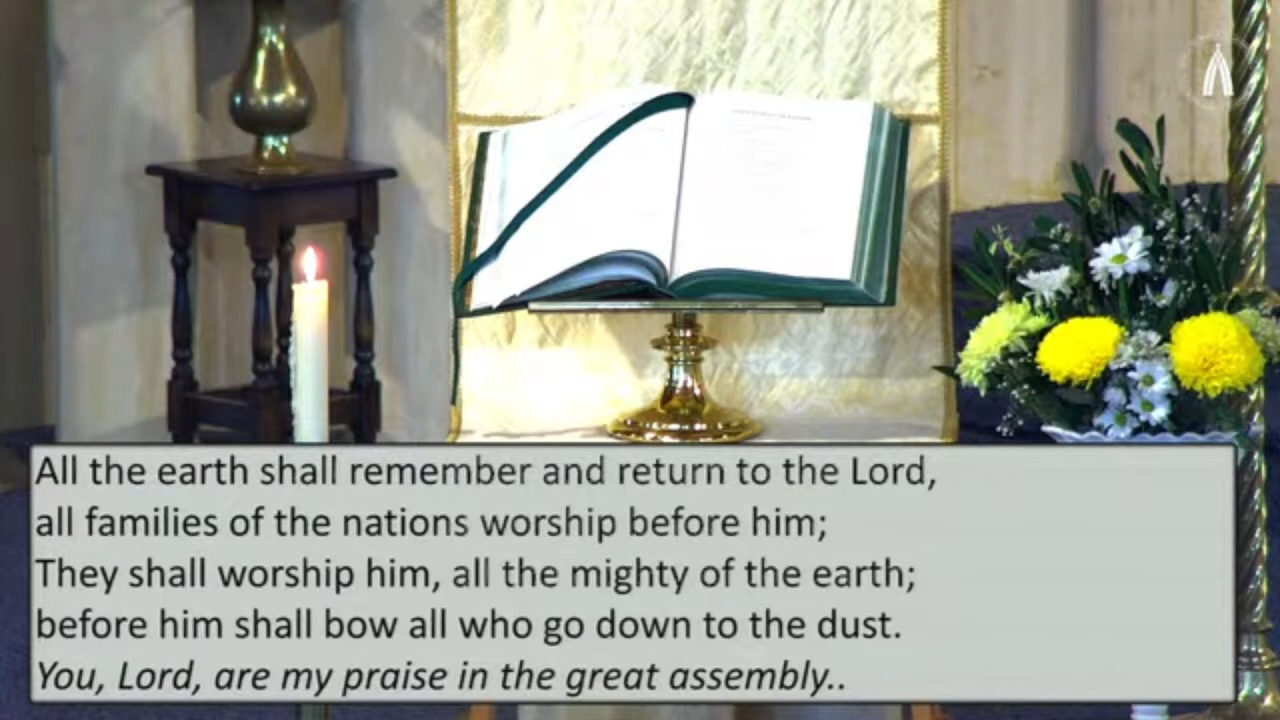 All the earth shall remember and return to the Lord,
all families of the nations worship before him;
They shall worship him, all the mighty of the earth;
before him shall bow all who go down to the dust.
You, Lord, are my praise in the great assembly..